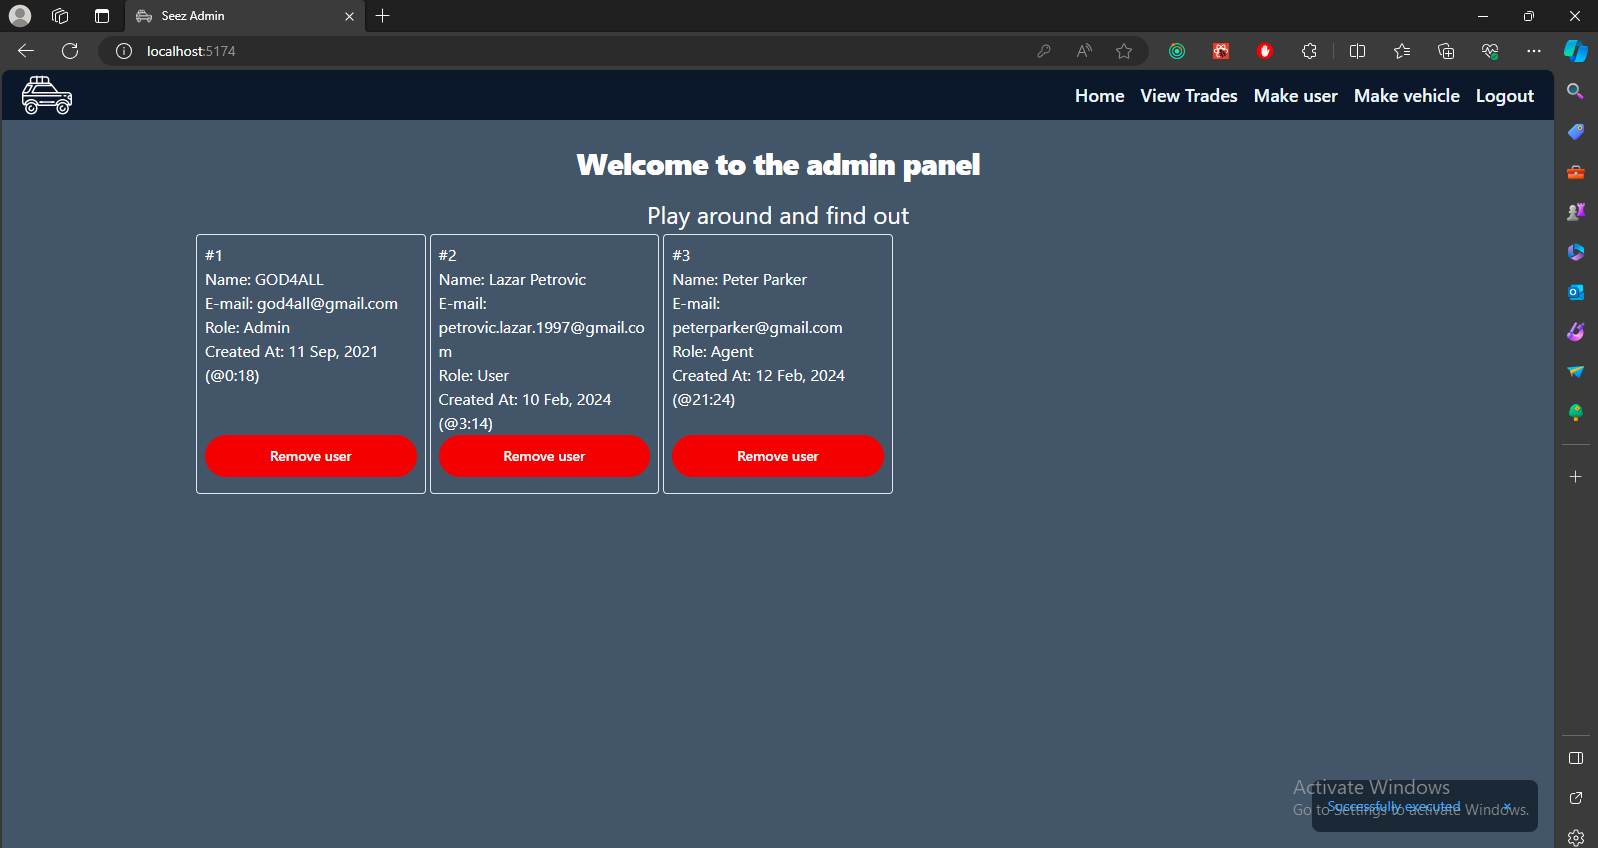 Seez Admin
localhost:5174
Home View Trades Make user Make vehicle Logout
Welcome to the admin panel
Play around and find out
#1
Name: GOD4ALL
E-mail: god4all@gmail.com
Role: Admin
Created At: 11 Sep, 2021
(@0:18)
Remove user
#2
Name: Lazar Petrovic
E-mail:
petrovic.lazar.1997@gmail.co
m
Role: User
Created At: 10 Feb, 2024
(@3:14)
Remove user
#3
Name: Peter Parker
E-mail:
peterparker@gmail.com
Role: Agent
Created At: 12 Feb, 2024
(@21:24)
Remove user
Activate Windows
Go to Settings to activate Windows.
Successfully executed